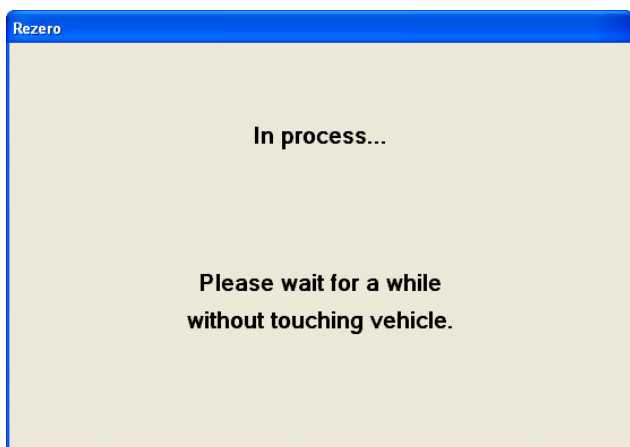 Rezero
In process...
Please wait for a while
without touching vehicle.